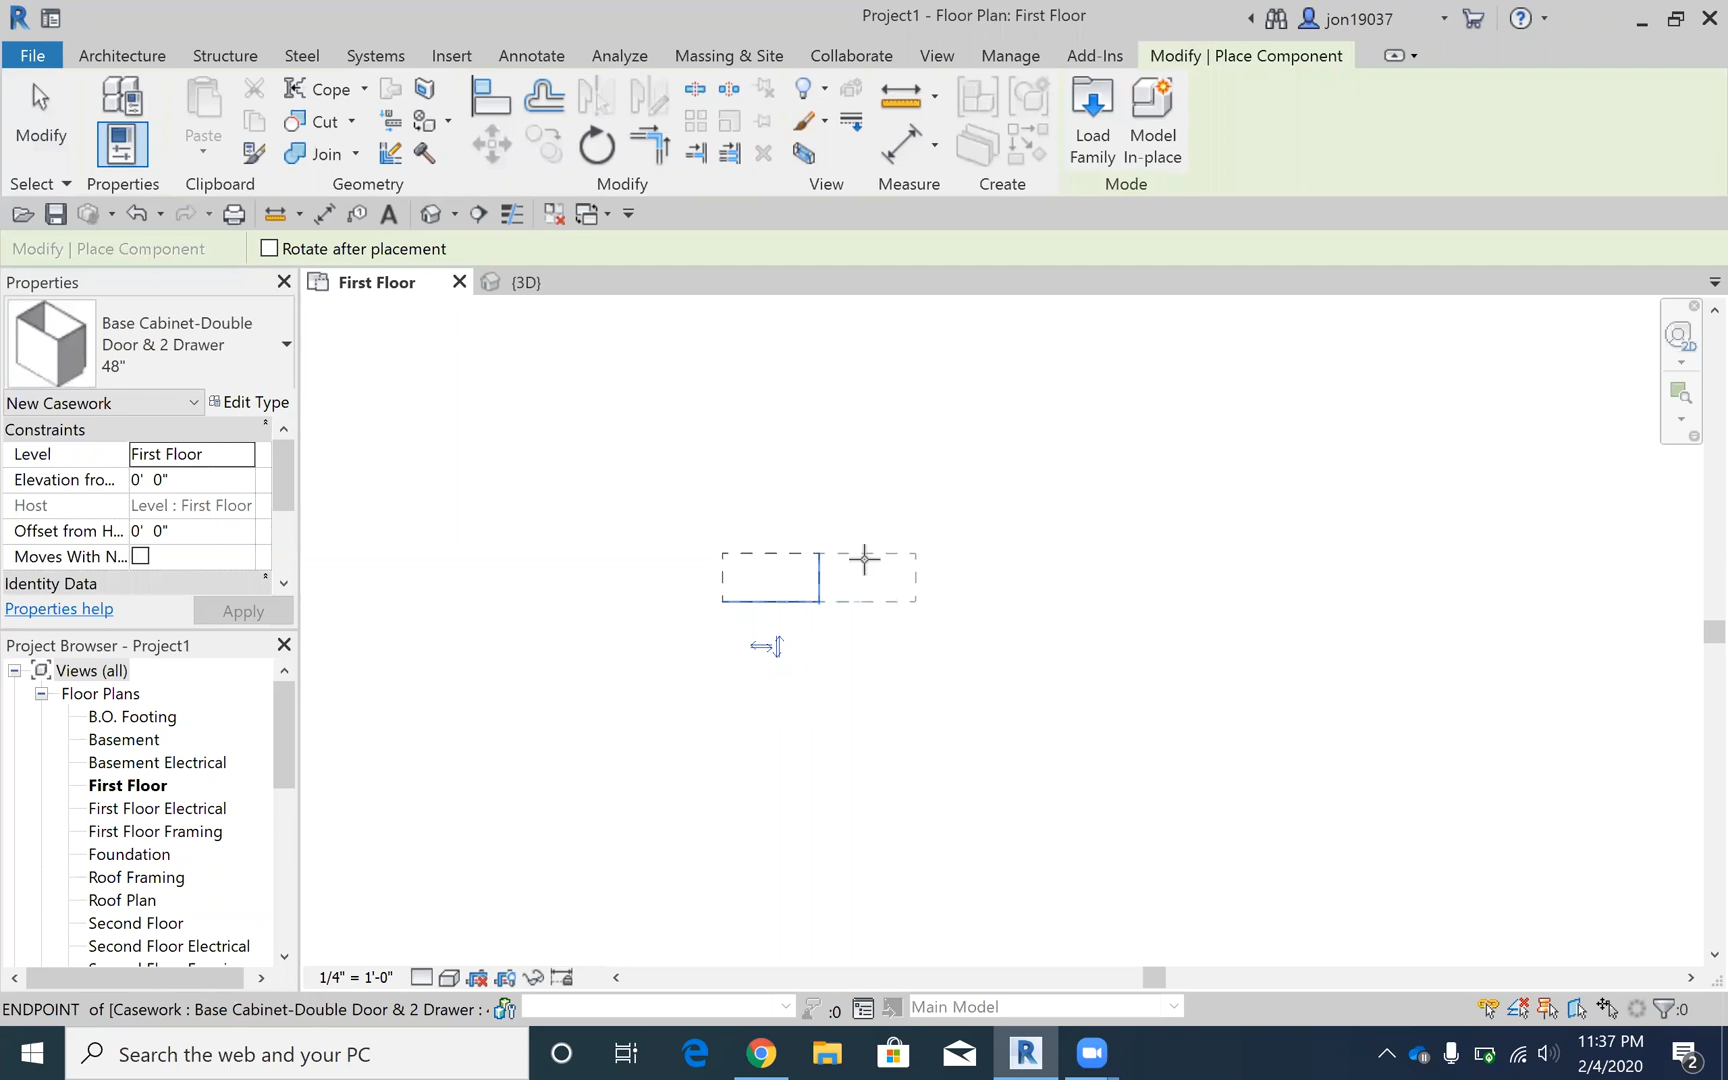 Project1 - Floor Plan: First Floor
jon19037
File
Architecture
Structure
Steel
Systems
Insert
Annotate
Analyze
Massing & Site
Collaborate
View
Manage
Add-Ins
Modify | Place Component
Modify
Cope
Cut
Join
Paste
Load
Family
Model
In-place
Select
Properties
Clipboard
Geometry
Modify
View
Measure
Create
Mode
Modify | Place Component
Rotate after placement
Properties
First Floor
{3D}
Base Cabinet-Double
Door & 2 Drawer
48"
New Casework
Edit Type
Constraints
Level
First Floor
Elevation fro...
0' 0"
Host
Level : First Floor
Offset from H...
0' 0"
Moves With N...
Identity Data
Properties help
Apply
Project Browser - Project1
Views (all)
Floor Plans
B.O. Footing
Basement
Basement Electrical
First Floor
First Floor Electrical
First Floor Framing
Foundation
Roof Framing
Roof Plan
Second Floor
Second Floor Electrical
2D
1/4" = 1'-0"
ENDPOINT of [Casework : Base Cabinet-Double Door & 2 Drawer :
:0
Main Model
:0
Search the web and your PC
11:37 PM
2/4/2020
2